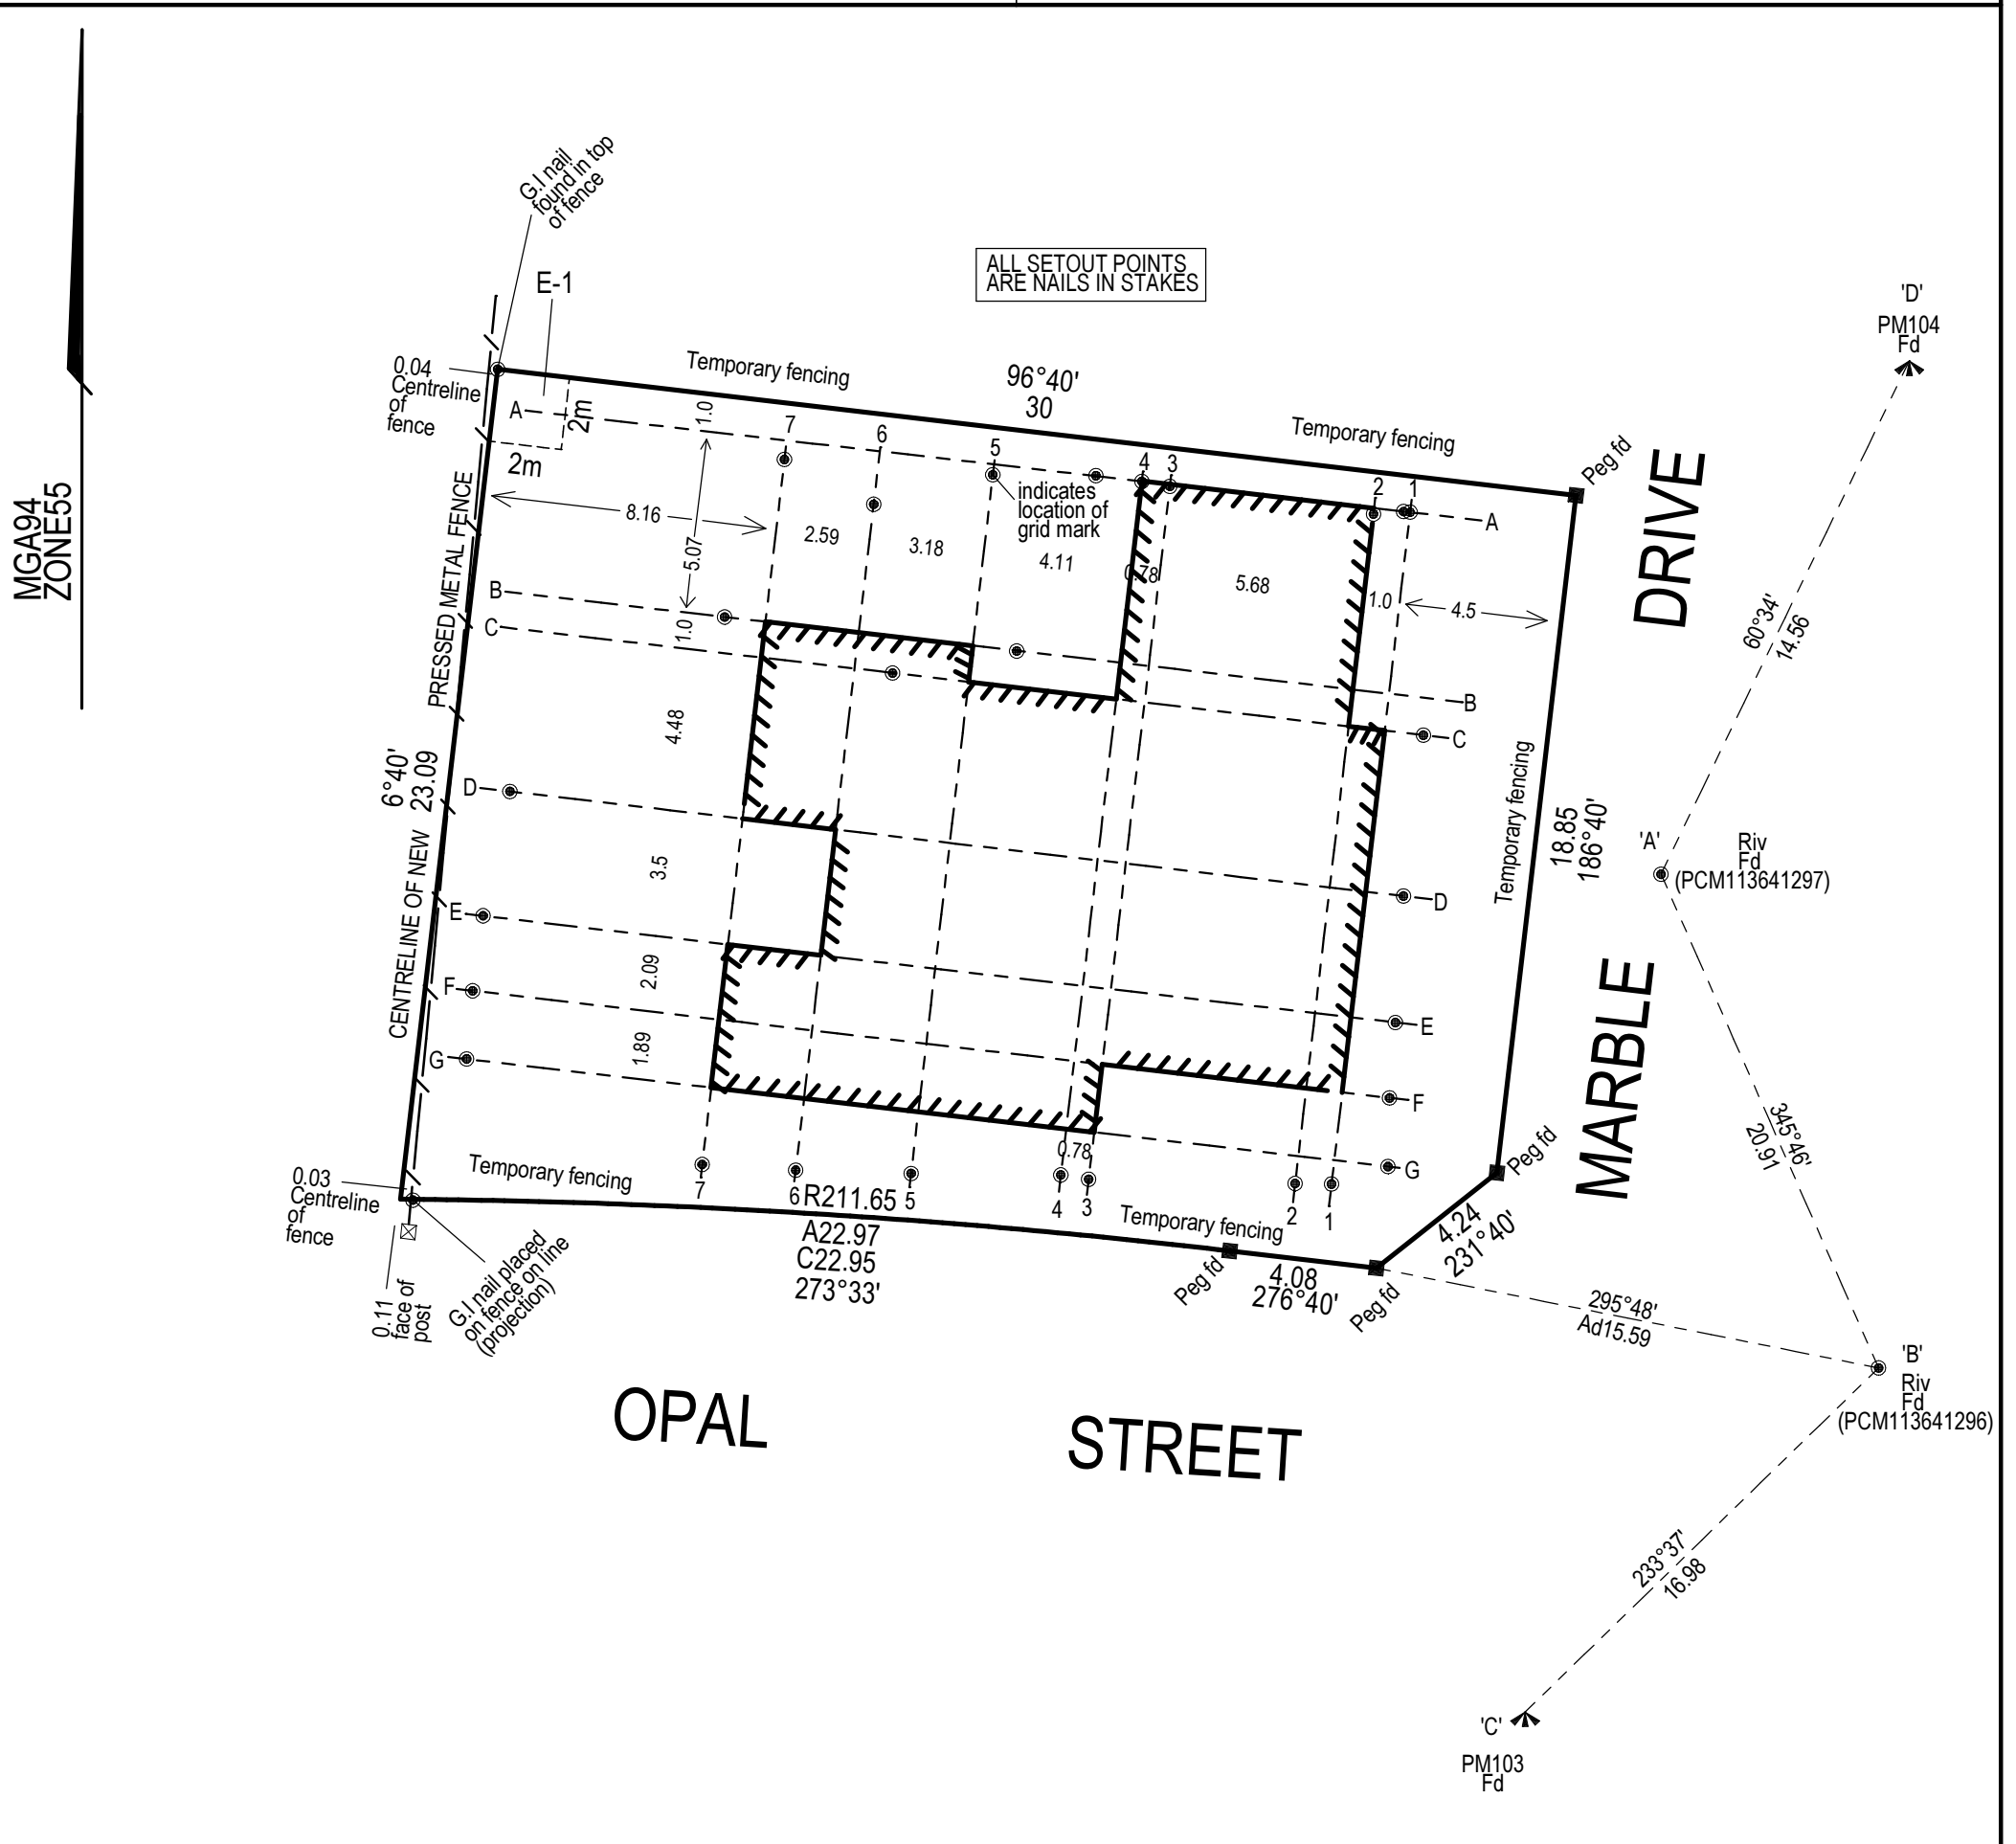 MGA94
ZONE55
G.I nail
found in top
of fence
E-1
ALL SETOUT POINTS
ARE NAILS IN STAKES
'D'
PM104
Fd
0.04
Centreline
of
fence
Temporary fencing
96°40'
30
Temporary fencing
Peg fd
A
2m
2m
1.0
7
6
5
4
3
2
1
A
indicates
location of
grid mark
8.16
5.07
2.59
3.18
4.11
0.78
5.68
1.0
4.5
DRIVE
60°34'
14.56
B
C
1.0
B
C
CENTRELINE OF NEW PRESSED METAL FENCE
6°40'
23.09
4.48
D
D
3.5
Temporary fencing
18.85
186°40'
'A'
Riv
Fd
(PCM113641297)
E
E
2.09
F
F
1.89
G
G
MARBLE
345°46'
20.91
0.78
Peg fd
0.03
Centreline
of
fence
Temporary fencing
7
6
5
4
3
2
1
R211.65
A22.97
C22.95
273°33'
Temporary fencing
4.24
231°40'
Peg fd
4.08
276°40'
Peg fd
0.11
face of
post
G.I nail placed
on fence on line
(projection)
295°48'
Ad15.59
'B'
Riv
Fd
(PCM113641296)
OPAL STREET
233°37'
16.98
'C'
PM103
Fd